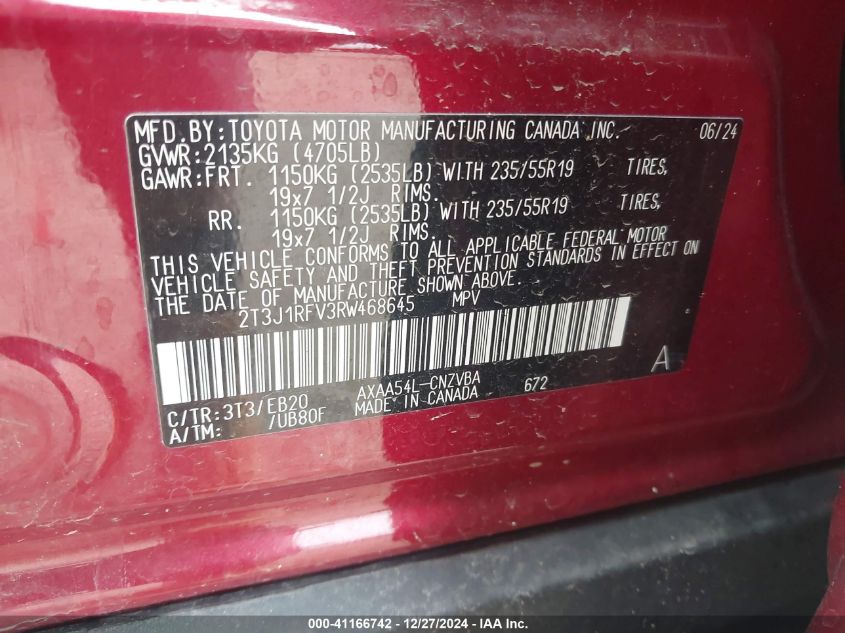 MFD.BY:TOYOTA MOTOR MANUFACTURING CANADA INC. 06/24
GVWR:2135KG (4705LB)
GAWR:FRT. 1150KG (2535LB) WITH 235/55R19 TIRES,
19x7 1/2J RIMS.
RR. 1150KG (2535LB) WITH 235/55R19 TIRES,
19x7 1/2J RIMS.
THIS VEHICLE CONFORMS TO ALL APPLICABLE FEDERAL MOTOR
VEHICLE SAFETY AND THEFT PREVENTION STANDARDS IN EFFECT ON
THE DATE OF MANUFACTURE SHOWN ABOVE.
2T3J1RFV3RW468645 MPV
A
C/TR:3T3/EB20 AXAA54L-CNZVBA 672
A/TM: /UB80F MADE IN CANADA
000-41166742 - 12/27/2024 - IAA, Inc.